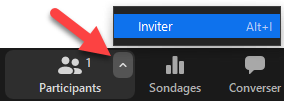 Inviter Alt+I
1
Participants Sondages Converser